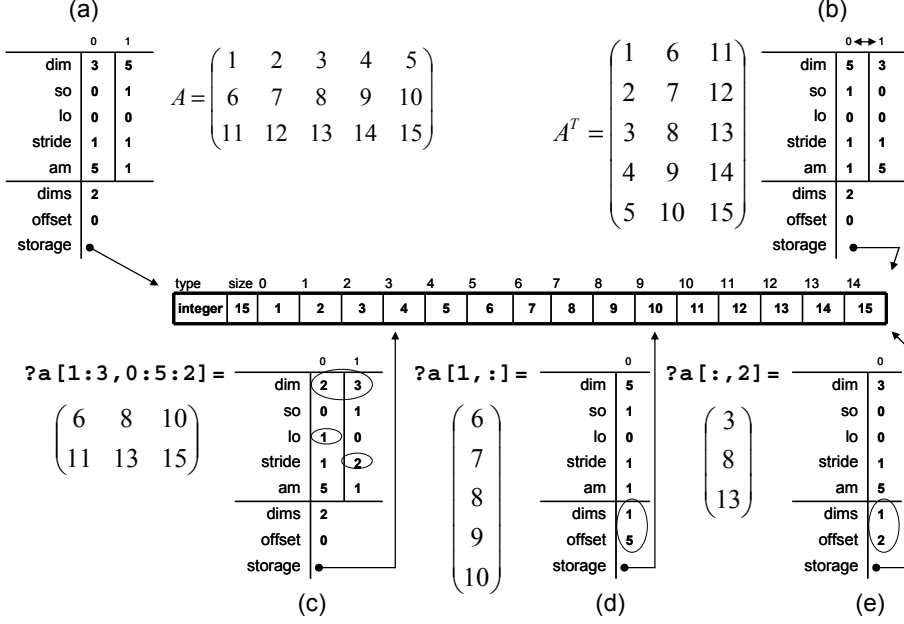 (a)
0 1
dim 3 5
so 0 1
lo 0 0
stride 1 1
am 5 1
dims 2
offset 0
storage
A =
1 2 3 4 5
6 7 8 9 10
11 12 13 14 15
(b)
A^T =
1 6 11
2 7 12
3 8 13
4 9 14
5 10 15
0 1
dim 5 3
so 1 0
lo 0 0
stride 1 1
am 1 5
dims 2
offset 0
storage
type size 0 1 2 3 4 5 6 7 8 9 10 11 12 13 14
integer 15 1 2 3 4 5 6 7 8 9 10 11 12 13 14 15
?a[1:3,0:5:2]=
6 8 10
11 13 15
0 1
dim 2 3
so 0 1
lo 1 0
stride 1 2
am 5 1
dims 2
offset 0
storage
(c)
?a[1,:]=
6
7
8
9
10
0
dim 5
so 1
lo 0
stride 1
am 1
dims 1
offset 5
storage
(d)
?a[:,2]=
3
8
13
0
dim 3
so 0
lo 0
stride 1
am 5
dims 1
offset 2
storage
(e)